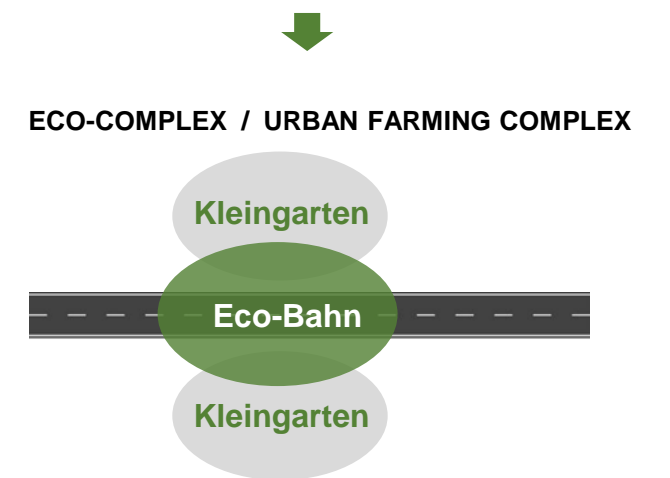 ECO-COMPLEX / URBAN FARMING COMPLEX
Kleingarten
Eco-Bahn
Kleingarten